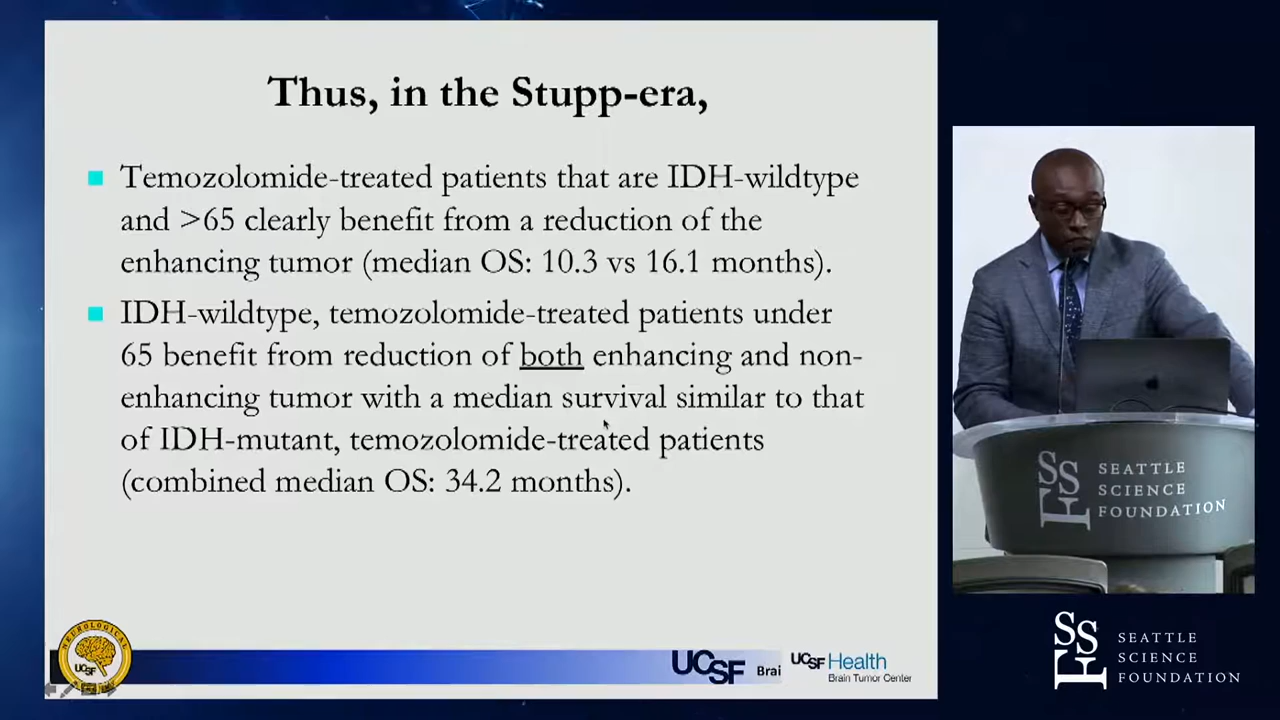 Thus, in the Stupp-era,
Temozolomide-treated patients that are IDH-wildtype
and >65 clearly benefit from a reduction of the
enhancing tumor (median OS: 10.3 vs 16.1 months).
IDH-wildtype, temozolomide-treated patients under
65 benefit from reduction of both enhancing and non-
enhancing tumor with a median survival similar to that
of IDH-mutant, temozolomide-treated patients
(combined median OS: 34.2 months).
NEUROLOGICAL
UCSF
UCSF Brai
UCSF Health
Brain Tumor Center
SSF SEATTLE
SCIENCE
FOUNDATION
SSF SEATTLE
SCIENCE
FOUNDATION